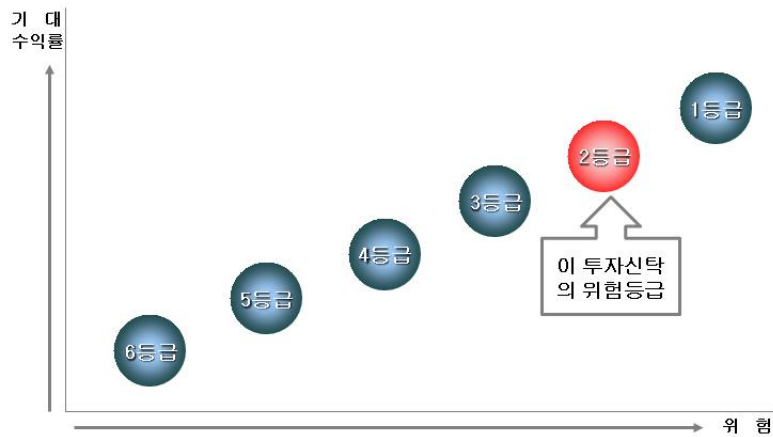 기 대
수익률
1등급
2등급
3등급
4등급
이 투자신탁
의 위험등급
5등급
6등급
위 험